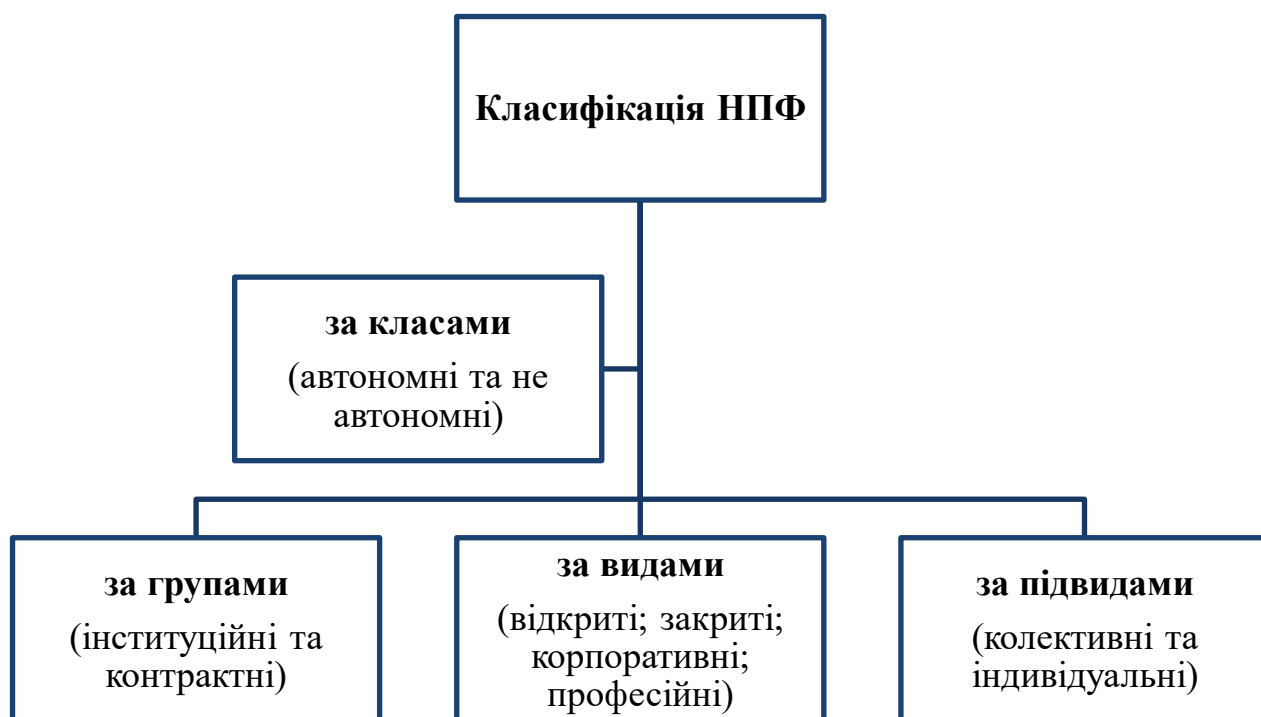 Класифікація НПФ
за класами
(автономні та не
автономні)
за групами
(інституційні та
контрактні)
за видами
(відкриті; закриті;
корпоративні;
професійні)
за підвидами
(колективні та
індивідуальні)